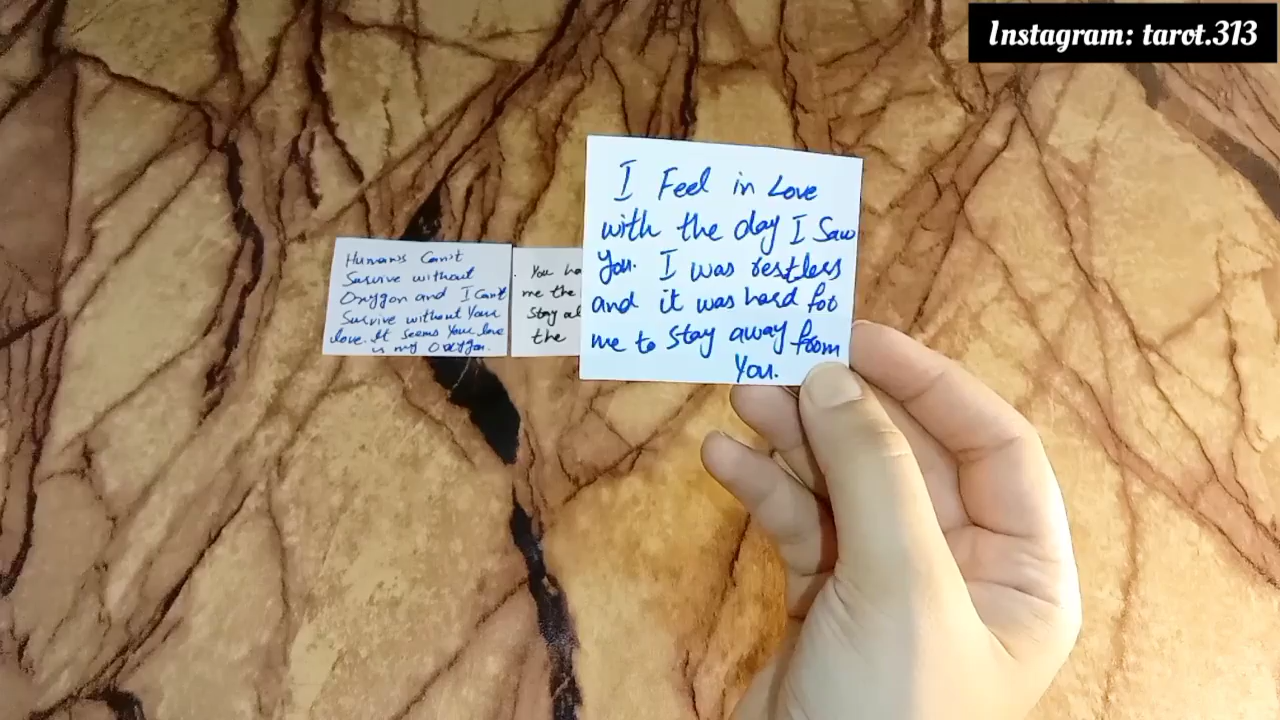 Instagram: tarot.313
Humans Can't
Survive without
Oxygen and I Can't
Survive without Your
love. It Seems Your love
is my Oxygen.
You ha
me the
Stay al
the
I Feel in Love
with the day I Saw
You. I was restless
and it was hard for
me to stay away from
You.